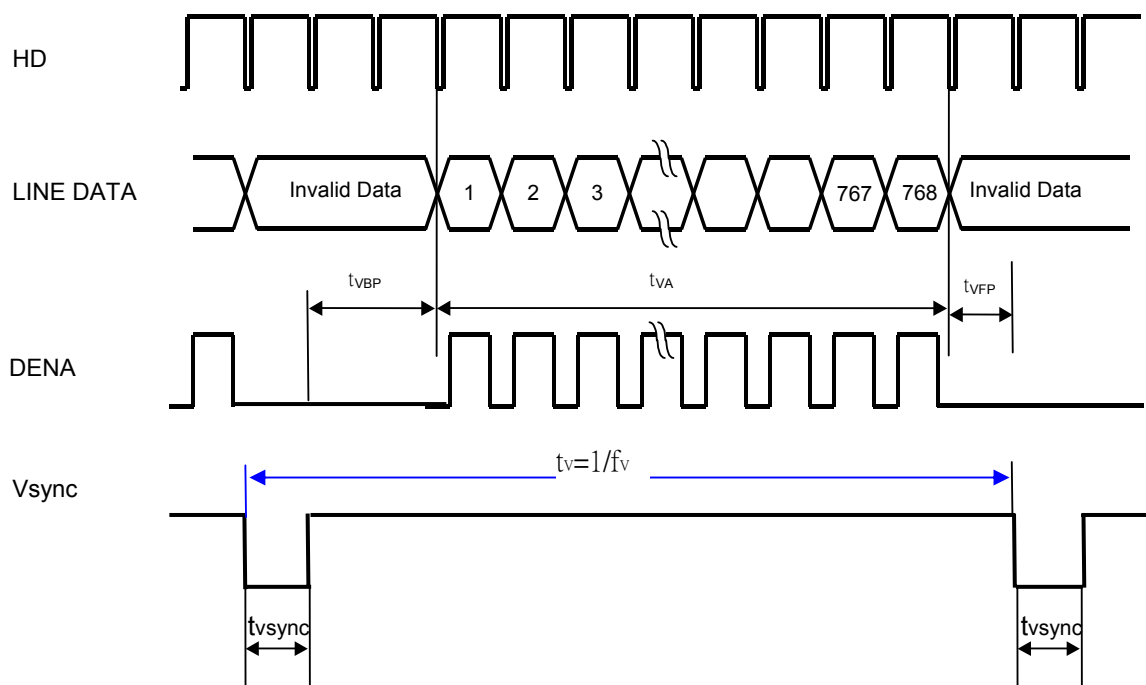 HD
LINE DATA
Invalid Data
1
2
3
767
768
Invalid Data
tVBP
tVA
tVFP
DENA
tv=1/fv
Vsync
tvsync
tvsync